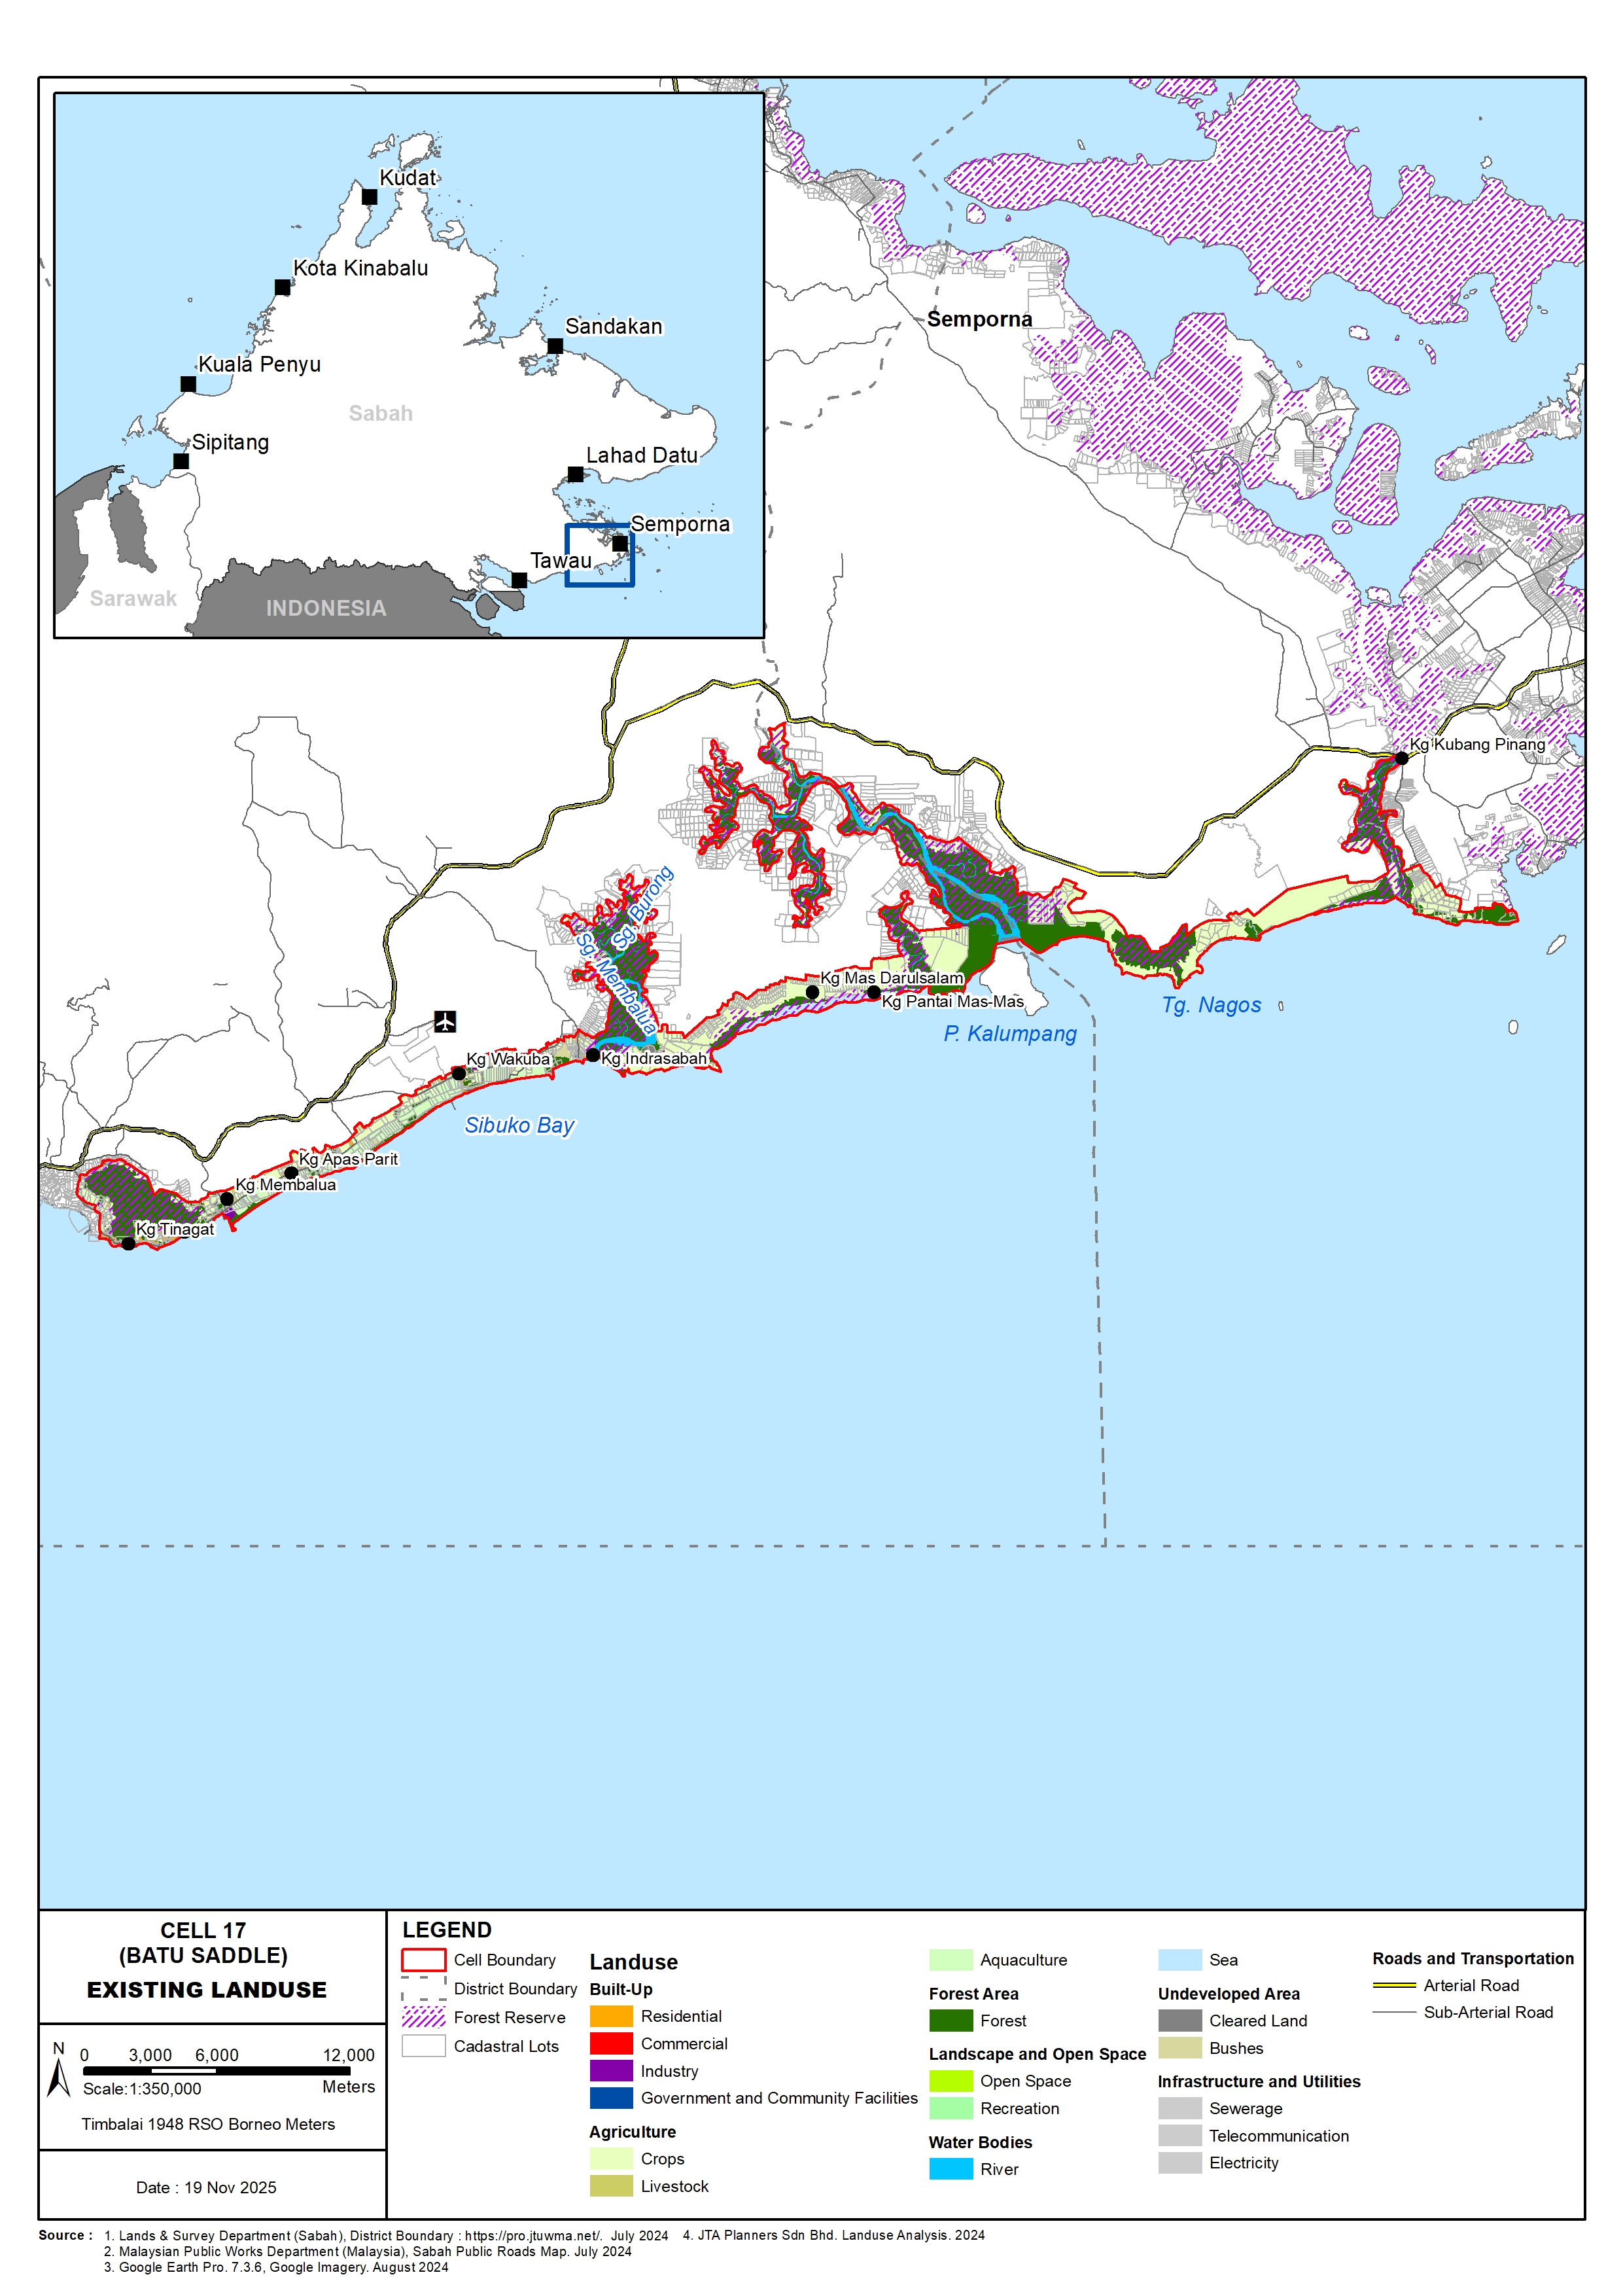 Kudat
Kota Kinabalu
Sandakan
Kuala Penyu
Sabah
Sipitang
Lahad Datu
Semporna
Tawau
Sarawak
INDONESIA
Semporna
Kg Kubang Pinang
Sg. Burong
Sg. Membalua
Kg Mas Darulsalam
Kg Pantai Mas-Mas
Tg. Nagos
P. Kalumpang
Kg Wakuba
Kg Indrasabah
Sibuko Bay
Kg Apas Parit
Kg Membalua
Kg Tinagat
CELL 17
(BATU SADDLE)
EXISTING LANDUSE
N
0 3,000 6,000 12,000
Scale:1:350,000 Meters
Timbalai 1948 RSO Borneo Meters
Date : 19 Nov 2025
LEGEND
Cell Boundary
District Boundary
Forest Reserve
Cadastral Lots
Landuse
Built-Up
Residential
Commercial
Industry
Government and Community Facilities
Agriculture
Crops
Livestock
Aquaculture
Forest Area
Forest
Landscape and Open Space
Open Space
Recreation
Water Bodies
River
Sea
Undeveloped Area
Cleared Land
Bushes
Infrastructure and Utilities
Sewerage
Telecommunication
Electricity
Roads and Transportation
Arterial Road
Sub-Arterial Road
Source : 1. Lands & Survey Department (Sabah), District Boundary : https://pro.jtuwma.net/. July 2024 4. JTA Planners Sdn Bhd. Landuse Analysis. 2024
2. Malaysian Public Works Department (Malaysia), Sabah Public Roads Map. July 2024
3. Google Earth Pro. 7.3.6, Google Imagery. August 2024